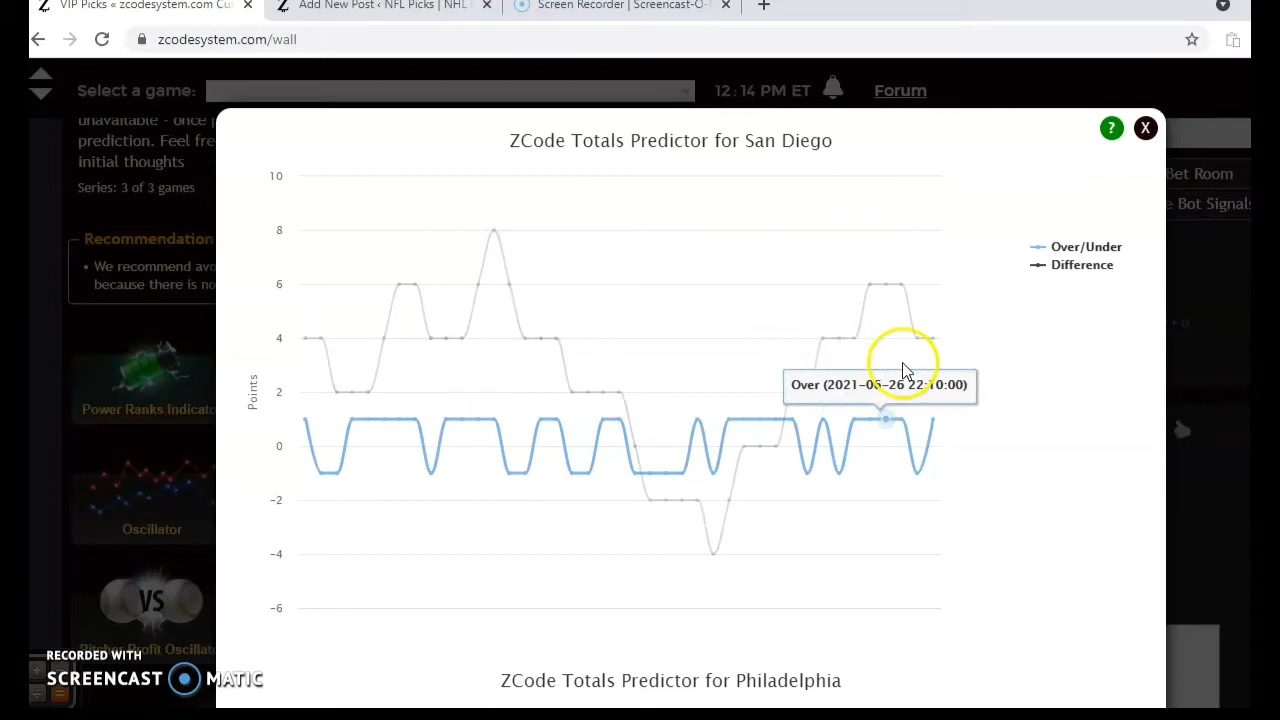 VIP Picks « zcodesystem.com Cus
Add New Post ‹ NFL Picks | NHL
Screen Recorder | Screencast-O-
zcodesystem.com/wall
Select a game:
12:14 PM ET
Forum
unavailable - once
prediction. Feel fre
initial thoughts
Series: 3 of 3 games
Bet Room
Bot Signals
Recommendation
• We recommend avo
because there is no
Power Ranks Indicato
Oscillator
VS
Pitcher Profit Oscillato
? X
ZCode Totals Predictor for San Diego
10
8
6
4
2
0
-2
-4
-6
Points
Over/Under
Difference
Over (2021-06-26 22:10:00)
ZCode Totals Predictor for Philadelphia
RECORDED WITH
SCREENCAST MATIC